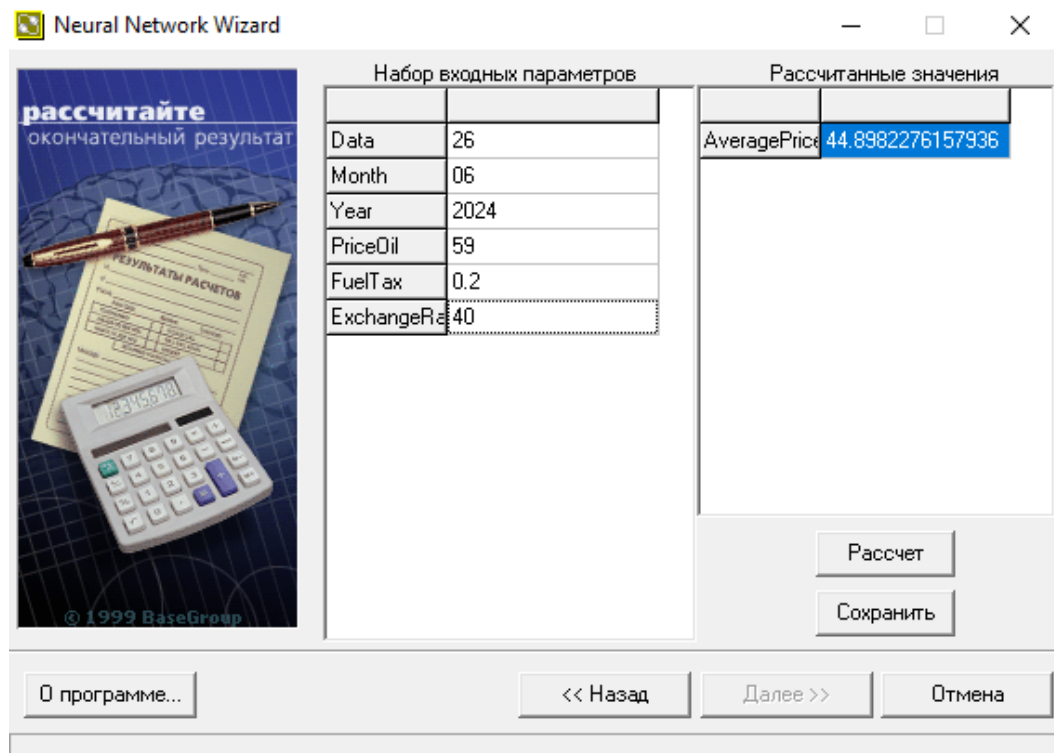 Neural Network Wizard
рассчитайте
окончательный результат
РЕЗУЛЬТАТЫ РАСЧЕТОВ
12345678
© 1999 BaseGroup
Набор входных параметров
Data 26
Month 06
Year 2024
PriceOil 59
FuelTax 0.2
ExchangeRa 40
Рассчитанные значения
AveragePrice 44.8982276157936
Рассчет
Сохранить
О программе...
<< Назад
Далее >>
Отмена